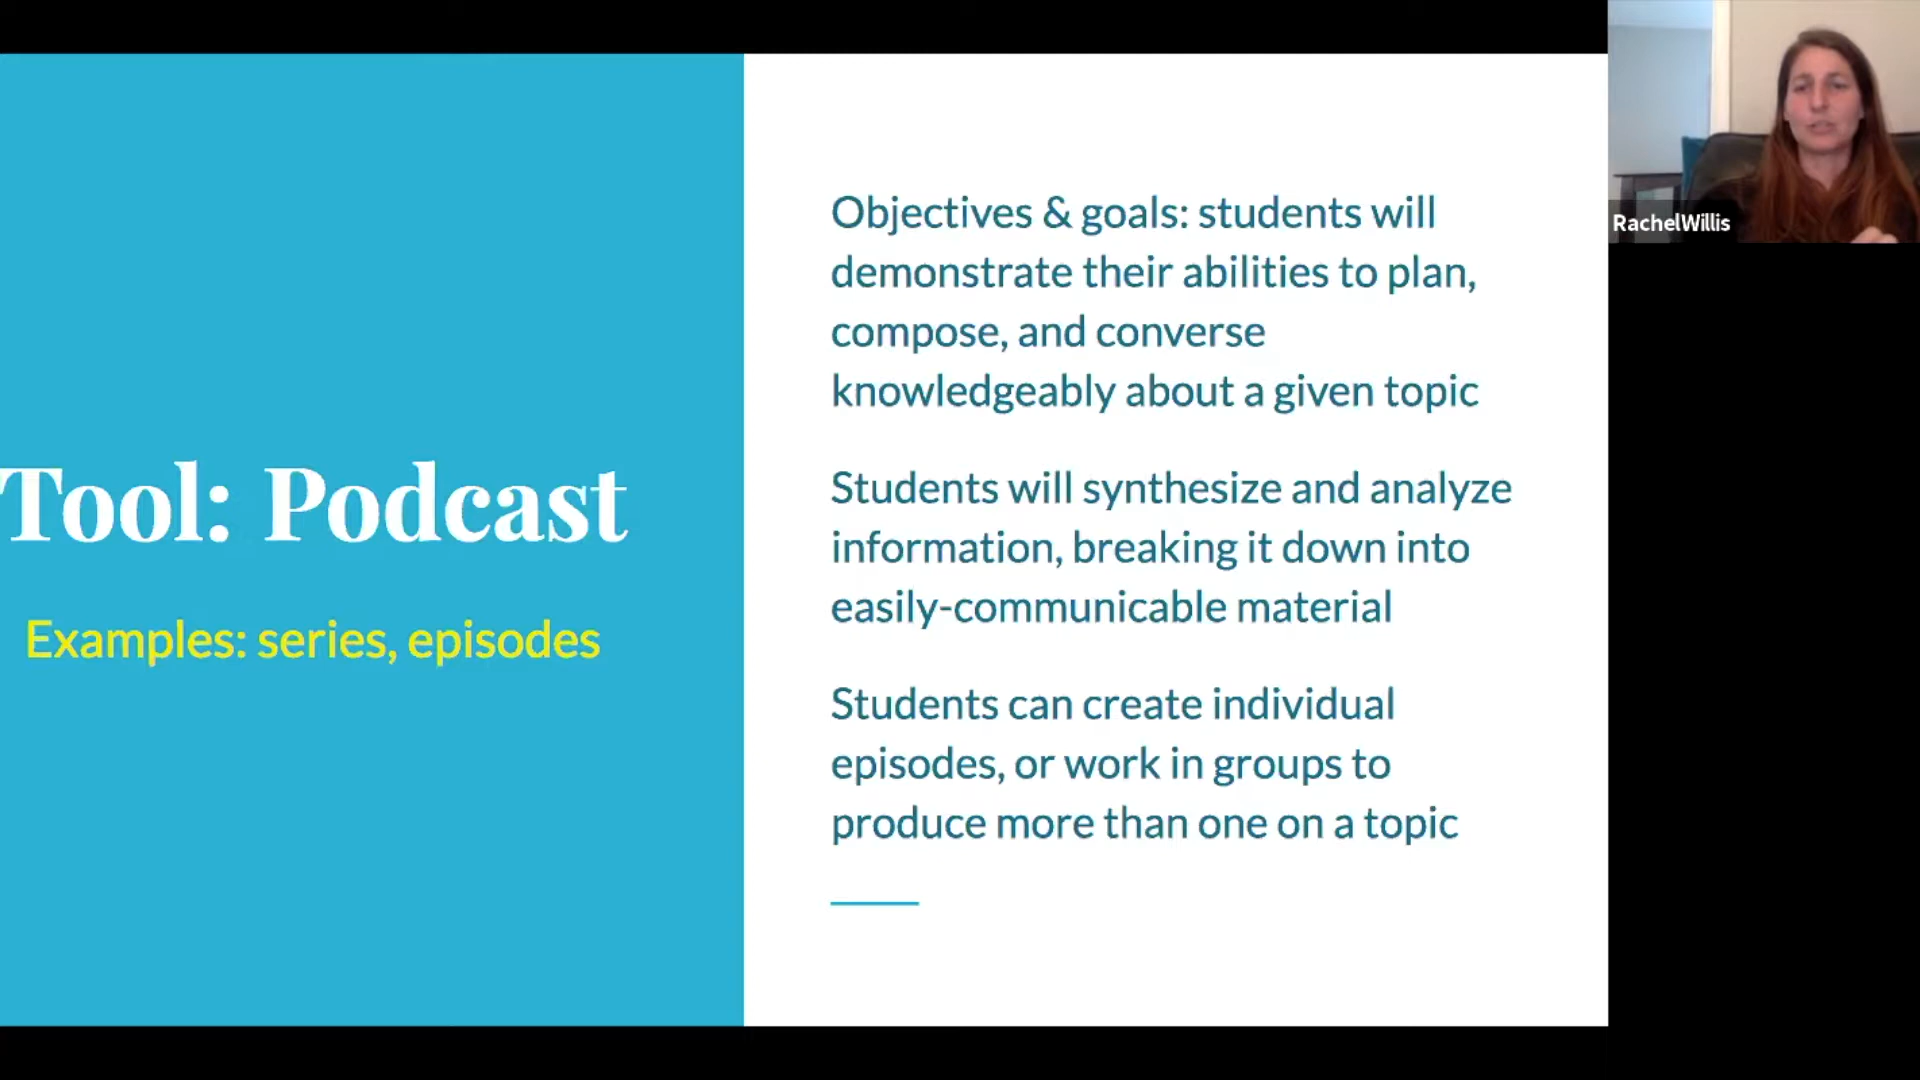 Tool: Podcast
Examples: series, episodes
Objectives & goals: students will
demonstrate their abilities to plan,
compose, and converse
knowledgeably about a given topic
Students will synthesize and analyze
information, breaking it down into
easily-communicable material
Students can create individual
episodes, or work in groups to
produce more than one on a topic
RachelWillis